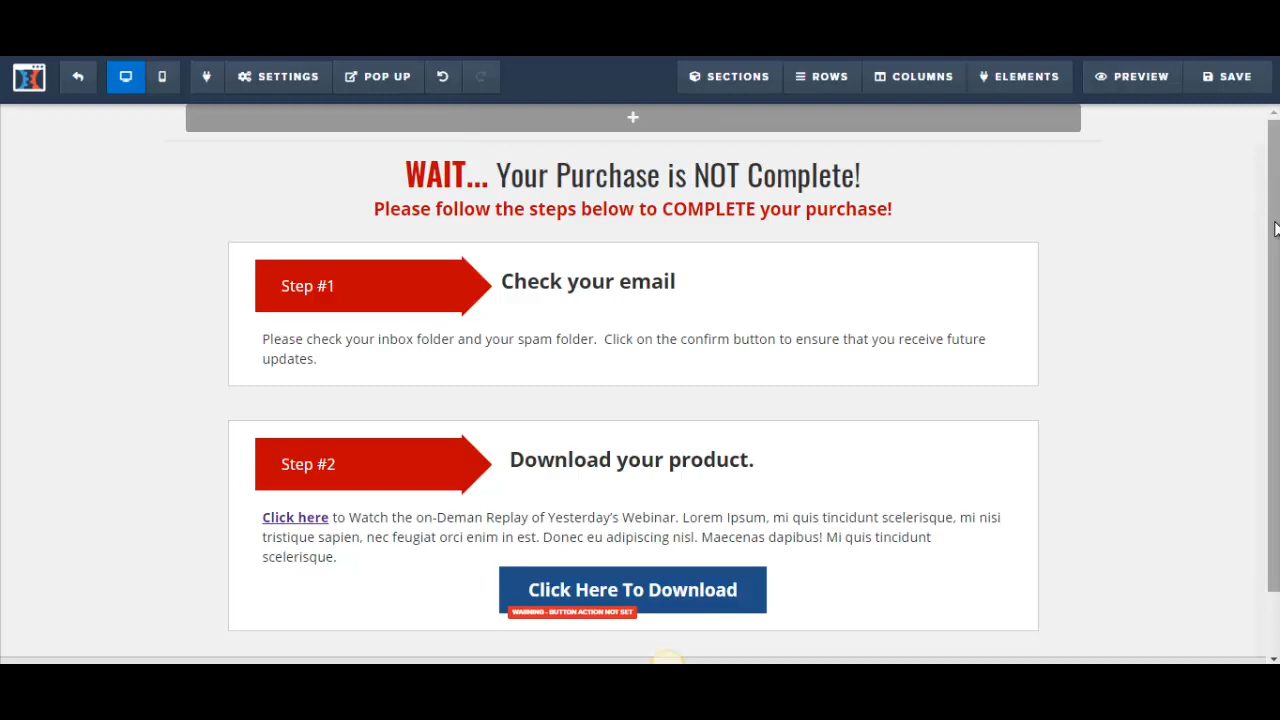 SETTINGS POP UP SECTIONS ROWS COLUMNS ELEMENTS PREVIEW SAVE
+
WAIT... Your Purchase is NOT Complete!
Please follow the steps below to COMPLETE your purchase!
Step #1 Check your email
Please check your inbox folder and your spam folder. Click on the confirm button to ensure that you receive future
updates.
Step #2 Download your product.
Click here to Watch the on-Deman Replay of Yesterday's Webinar. Lorem Ipsum, mi quis tincidunt scelerisque, mi nisi
tristique sapien, nec feugiat orci enim in est. Donec eu adipiscing nisl. Maecenas dapibus! Mi quis tincidunt
scelerisque.
Click Here To Download
WARNING - BUTTON ACTION NOT SET